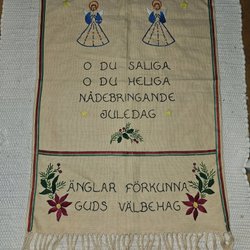 O DU SALIGA
O DU HELIGA
NÅDEBRINGANDE
JULEDAG
ÄNGLAR FÖRKUNNA
GUDS VÄLBEHAG